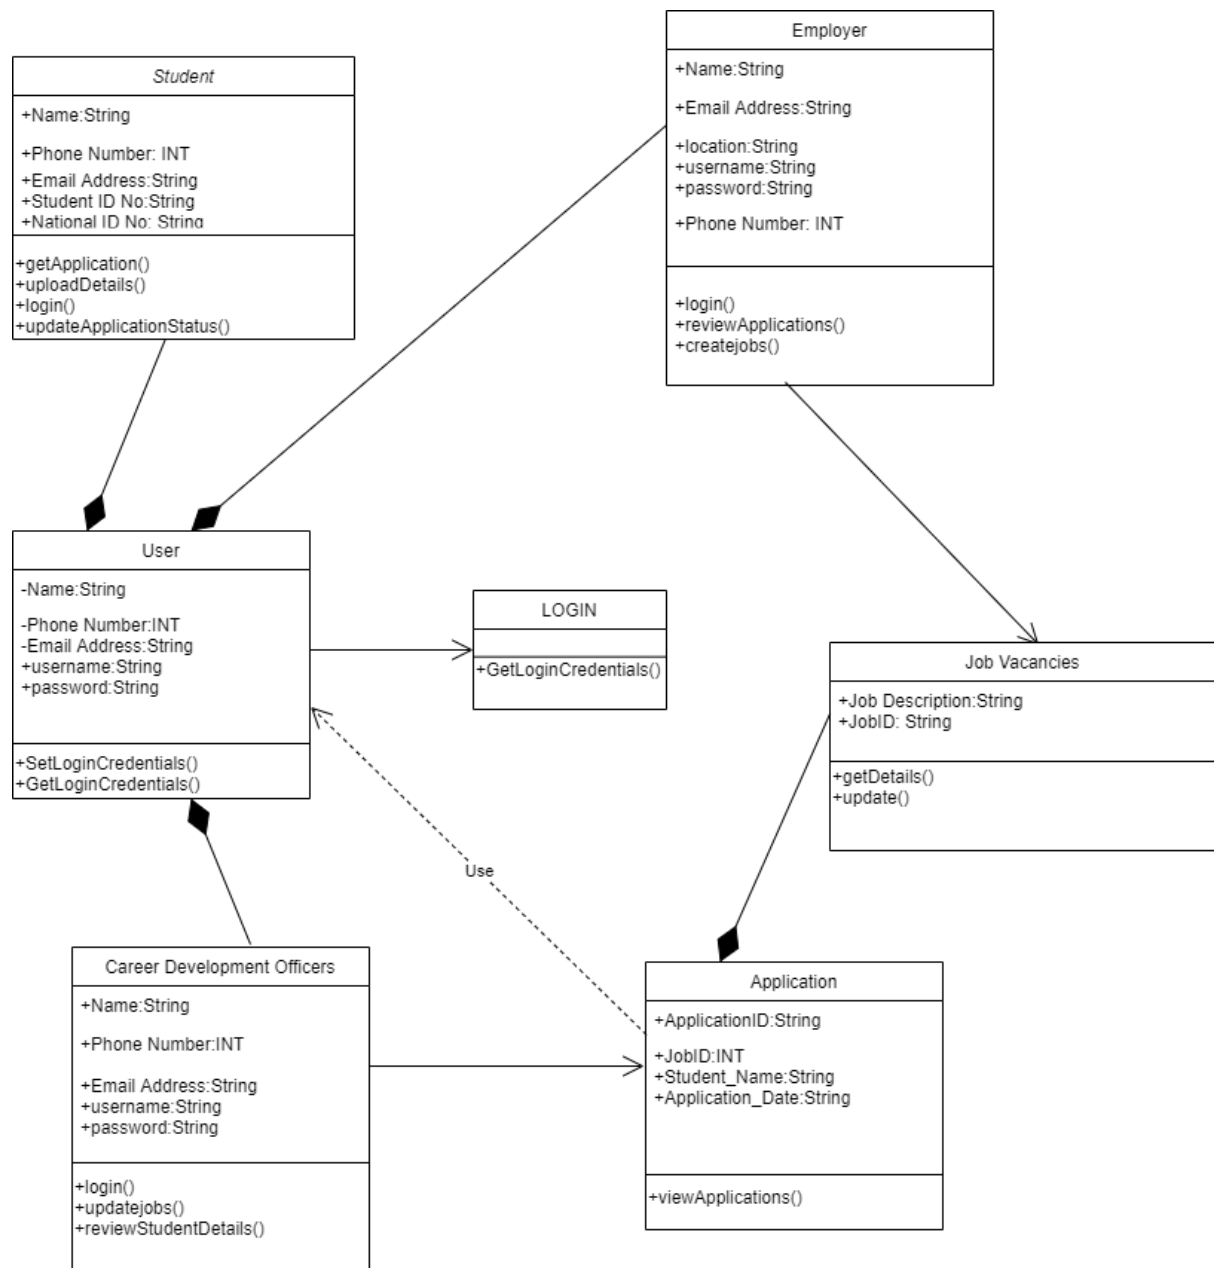 Student
+Name:String
+Phone Number: INT
+Email Address:String
+Student ID No:String
+National ID No: String
+getApplication()
+uploadDetails()
+login()
+updateApplicationStatus()
Employer
+Name:String
+Email Address:String
+location:String
+username:String
+password:String
+Phone Number: INT
+login()
+reviewApplications()
+createjobs()
User
-Name:String
-Phone Number:INT
-Email Address:String
+username:String
+password:String
+SetLoginCredentials()
+GetLoginCredentials()
LOGIN
+GetLoginCredentials()
Job Vacancies
+Job Description:String
+JobID: String
+getDetails()
+update()
Use
Career Development Officers
+Name:String
+Phone Number:INT
+Email Address:String
+username:String
+password:String
+login()
+updatejobs()
+reviewStudentDetails()
Application
+ApplicationID:String
+JobID:INT
+Student_Name:String
+Application_Date:String
+viewApplications()